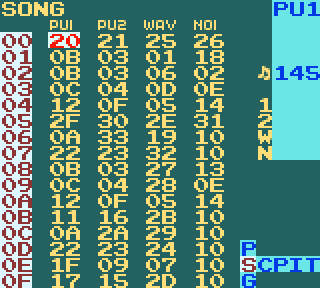 SONG PU1
PU1 PU2 WAV NOI
00 20 21 25 26
01 0B 03 01 18
02 0B 03 06 02 ♫145
03 0C 04 0D 0E
04 12 0F 05 14 1
05 2F 30 2E 31 2
06 0A 33 19 10 W
07 22 23 32 10 N
08 0B 03 27 13
09 0C 04 28 0E
0A 12 0F 05 14
0B 11 16 2B 10
0C 0A 2A 29 10
0D 22 23 24 10 P
0E 1F 09 07 10 SCPIT
0F 17 15 2D 10 G